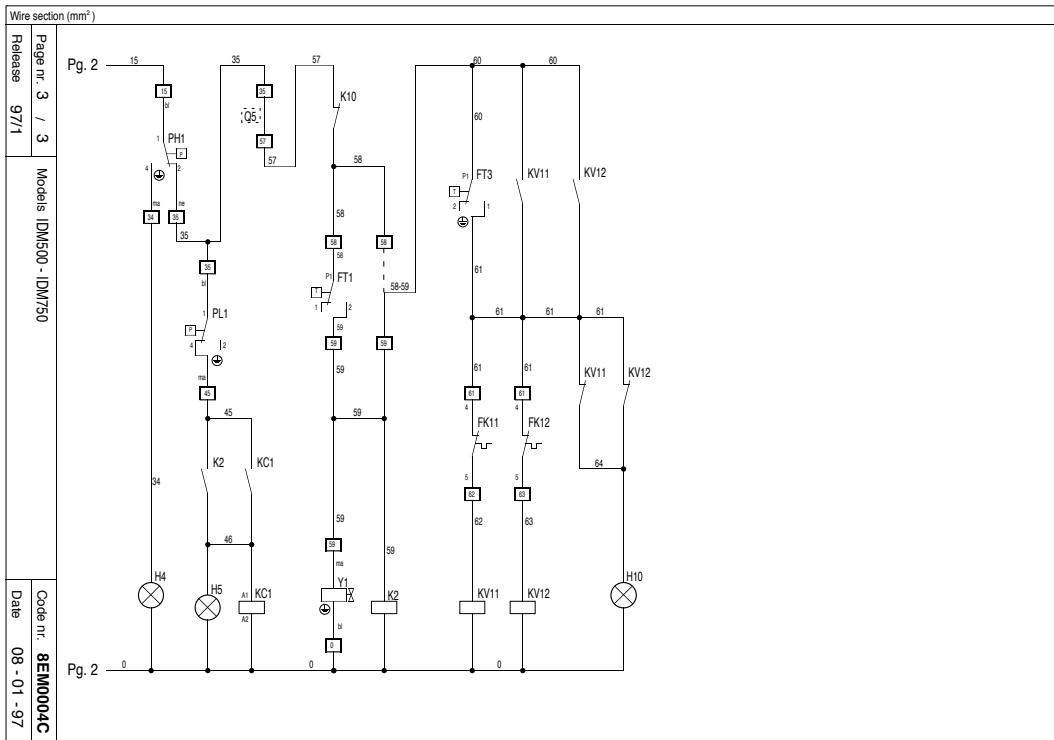 Wire section (mm²)
Page nr. 3 / 3
Release 97/1
Models IDM500 - IDM750
Code nr. 8EM0004C
Date 08 - 01 - 97
Pg. 2 15 35 57 60 60
15 35 K10
bl Q5 60
1 PH1 57
P 57 58
4 2 P1 FT3 KV11 KV12
T
ma ne 2 1
34 35 58
35 58 58
35 58 61
bl P1 FT1 58-59
T
1 PL1 1 2 61 61 61
P 59
4 2 59 59
ma 59 61 61 KV11 KV12
45 61 61
45 59 4 4
FK11 FK12
K2 KC1 64
34 5 5
62 63
59 62 63
46 59 59
ma
H4 H5 A1 KC1 Y1 K2 KV11 KV12 H10
A2
bl
0
Pg. 2 0 0 0